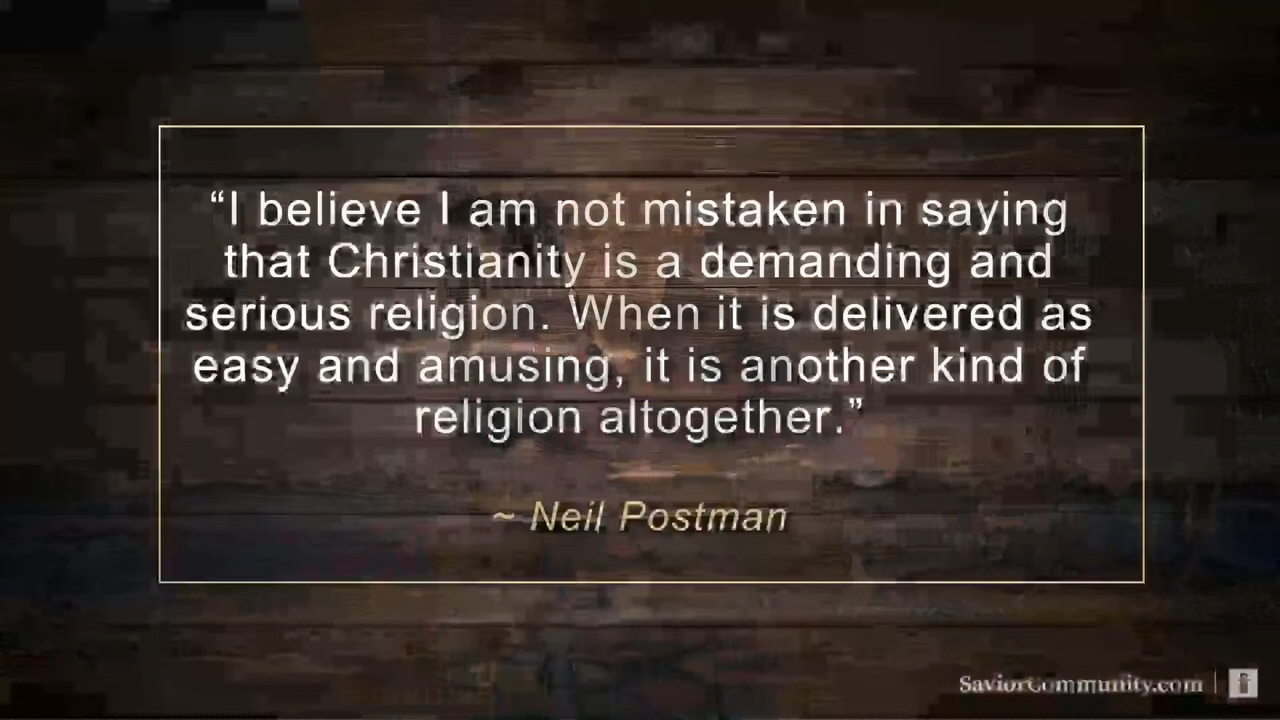 “I believe I am not mistaken in saying
that Christianity is a demanding and
serious religion. When it is delivered as
easy and amusing, it is another kind of
religion altogether.”
~ Neil Postman
SaviorCommunity.com